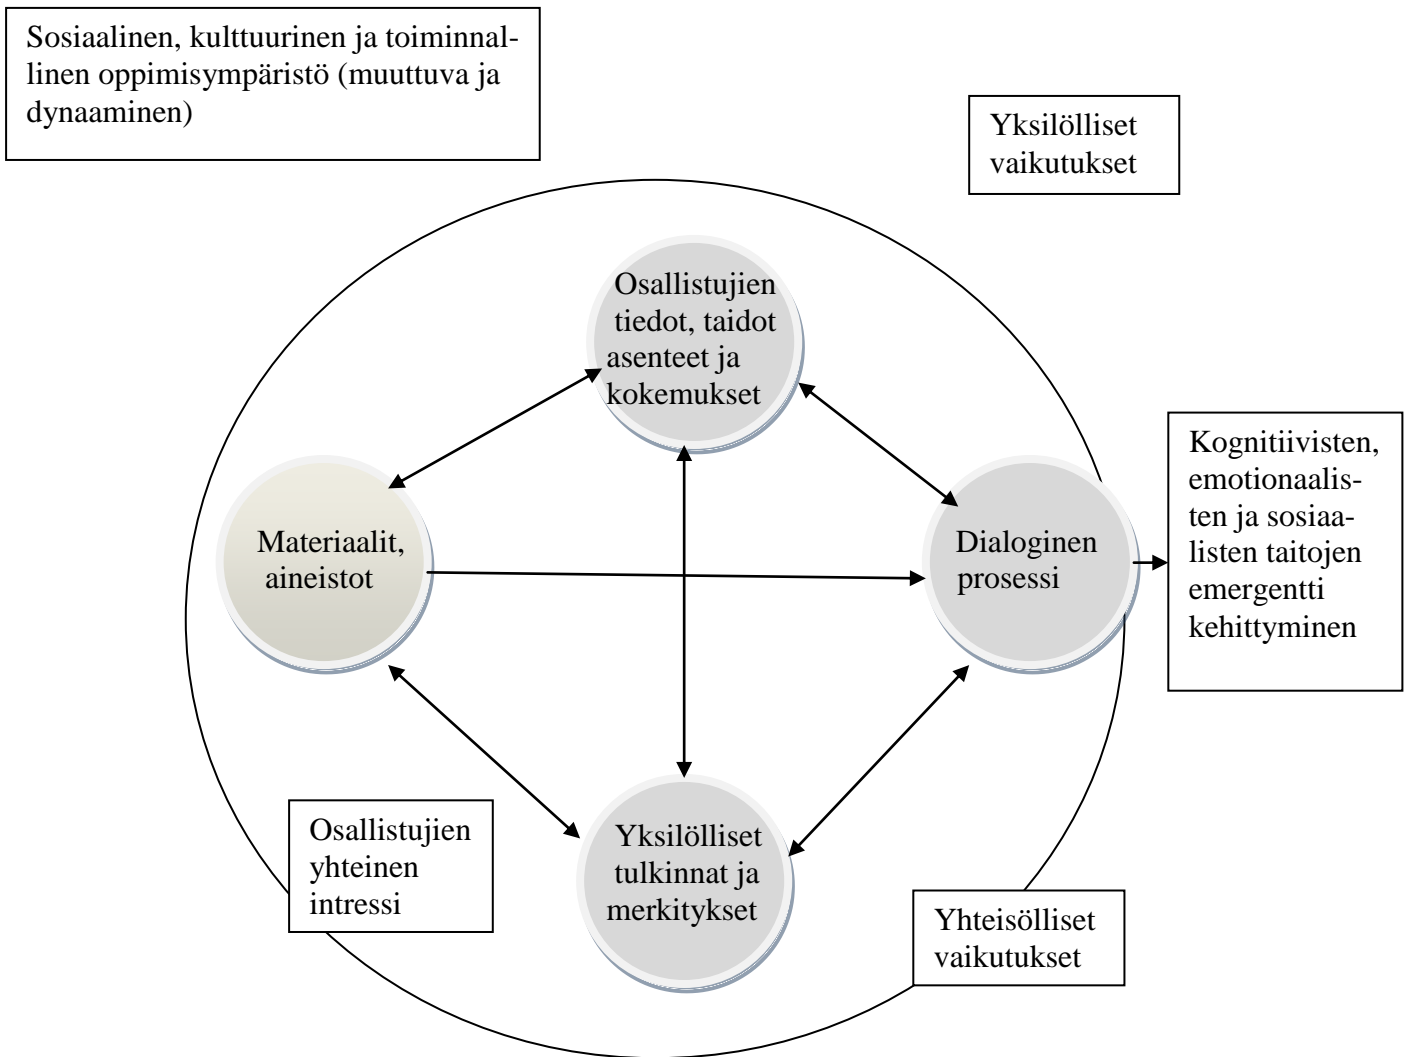 Sosiaalinen, kulttuurinen ja toiminnal-
linen oppimisympäristö (muuttuva ja
dynaaminen)
Yksilölliset
vaikutukset
Osallistujien
tiedot, taidot
asenteet ja
kokemukset
Materiaalit,
aineistot
Dialoginen
prosessi
Kognitiivisten,
emotionaalis-
ten ja sosiaa-
listen taitojen
emergentti
kehittyminen
Osallistujien
yhteinen
intressi
Yksilölliset
tulkinnat ja
merkitykset
Yhteisölliset
vaikutukset